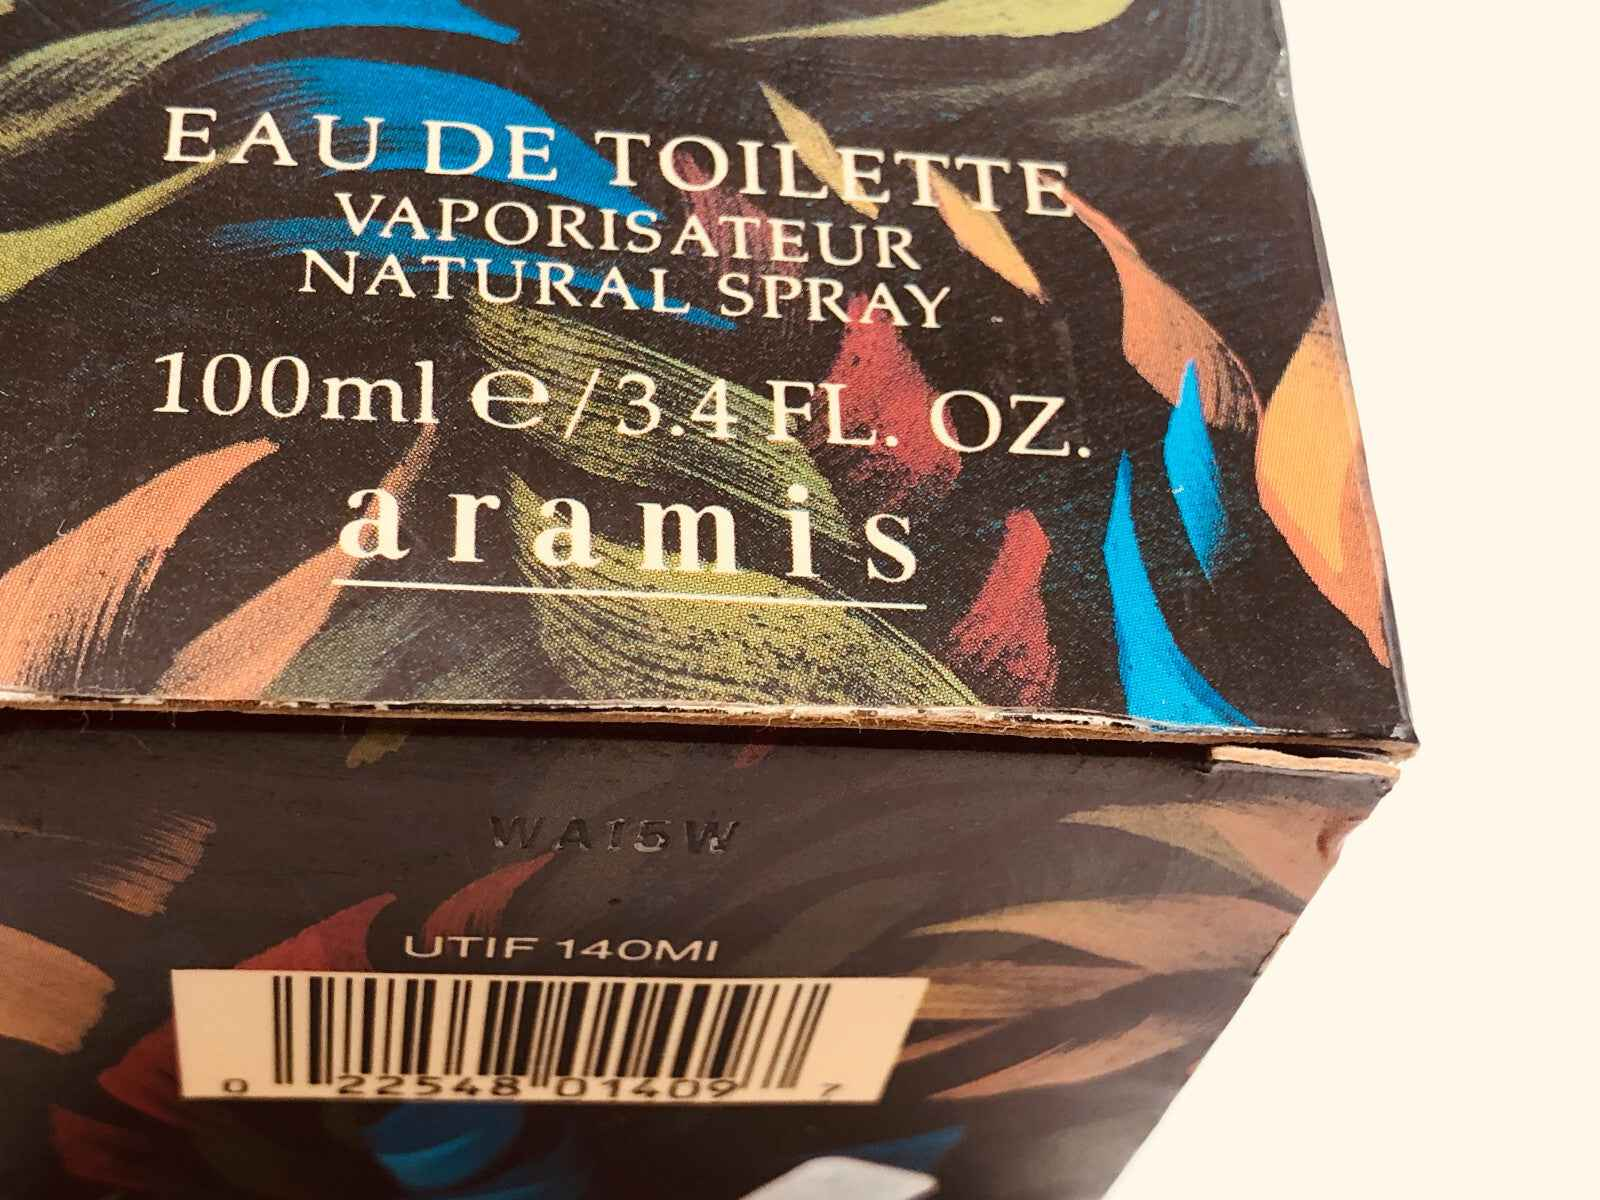 EAU DE TOILETTE
VAPORISATEUR
NATURAL SPRAY
100ml ℮/3.4 FL. OZ.
aramis
WA15W
UTIF 140MI
0 22548 01409 7